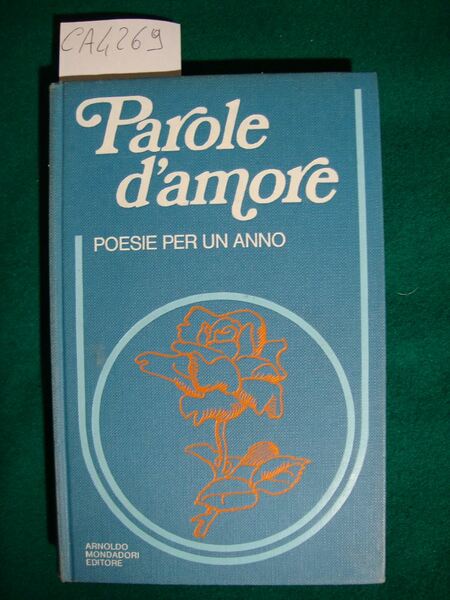 CA4269
Parole
d'amore
POESIE PER UN ANNO
ARNOLDO
MONDADORI
EDITORE